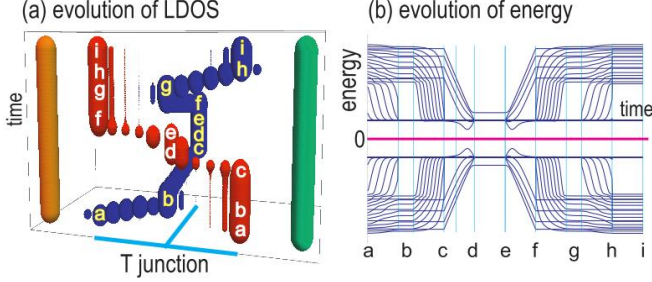 (a) evolution of LDOS
(b) evolution of energy
time
i
h
g
f
e
d
c
b
a
a
b
c
d
e
f
g
h
i
T junction
energy
0
time
a b c d e f g h i